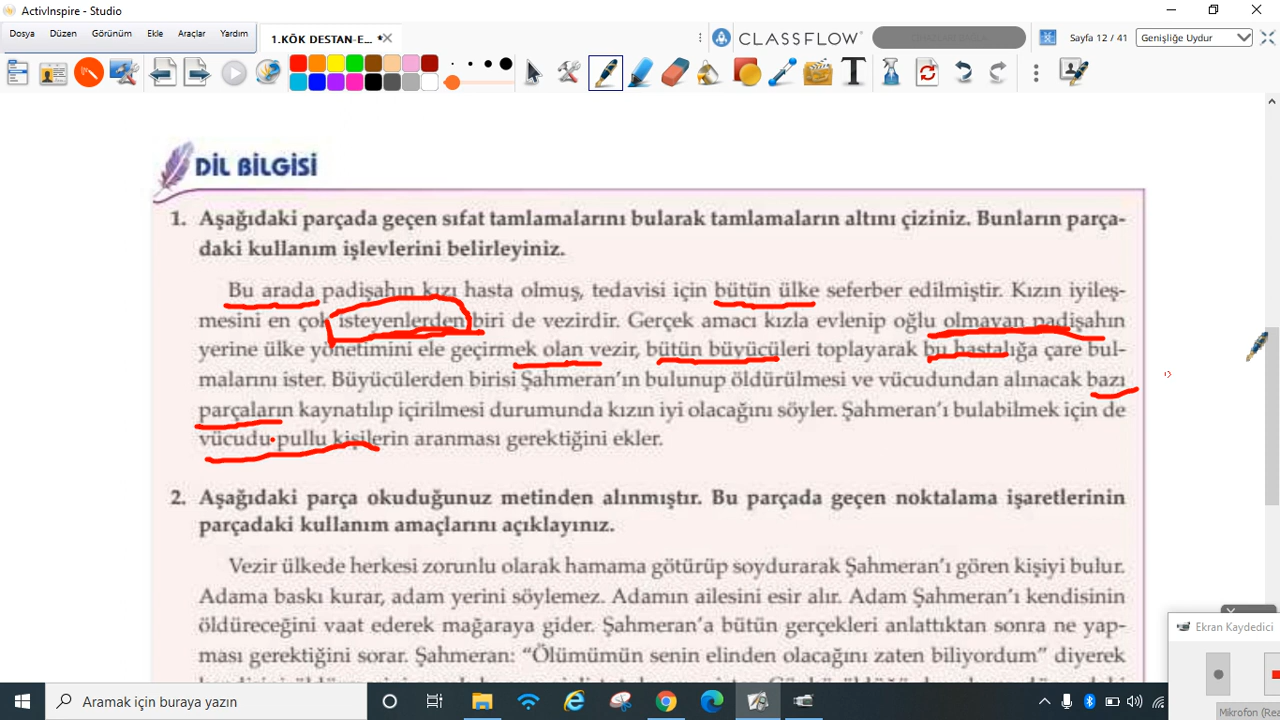 ActivInspire - Studio
Dosya Düzen Görünüm Ekle Araçlar Yardım
1.KÖK DESTAN-E... *
CLASSFLOW
Sayfa 12 / 41
Genişliğe Uydur
DİL BİLGİSİ
1. Aşağıdaki parçada geçen sıfat tamlamalarını bularak tamlamaların altını çiziniz. Bunların parça-
daki kullanım işlevlerini belirleyiniz.
Bu arada padişahın kızı hasta olmuş, tedavisi için bütün ülke seferber edilmiştir. Kızın iyileş-
mesini en çok isteyenlerden biri de vezirdir. Gerçek amacı kızla evlenip oğlu olmayan padişahın
yerine ülke yönetimini ele geçirmek olan vezir, bütün büyücüleri toplayarak bu hastalığa çare bul-
malarını ister. Büyücülerden birisi Şahmeran'ın bulunup öldürülmesi ve vücudundan alınacak bazı
parçaların kaynatılıp içirilmesi durumunda kızın iyi olacağını söyler. Şahmeran'ı bulabilmek için de
vücudu pullu kişilerin aranması gerektiğini ekler.
2. Aşağıdaki parça okuduğunuz metinden alınmıştır. Bu parçada geçen noktalama işaretlerinin
parçadaki kullanım amaçlarını açıklayınız.
Vezir ülkede herkesi zorunlu olarak hamama götürüp soydurarak Şahmeran'ı gören kişiyi bulur.
Adama baskı kurar, adam yerini söylemez. Adamın ailesini esir alır. Adam Şahmeran'ı kendisinin
öldüreceğini vaat ederek mağaraya gider. Şahmeran'a bütün gerçekleri anlattıktan sonra ne yap-
ması gerektiğini sorar. Şahmeran: "Ölümümün senin elinden olacağını zaten biliyordum" diyerek
Ekran Kaydedici
Mikrofon (Rea
Aramak için buraya yazın